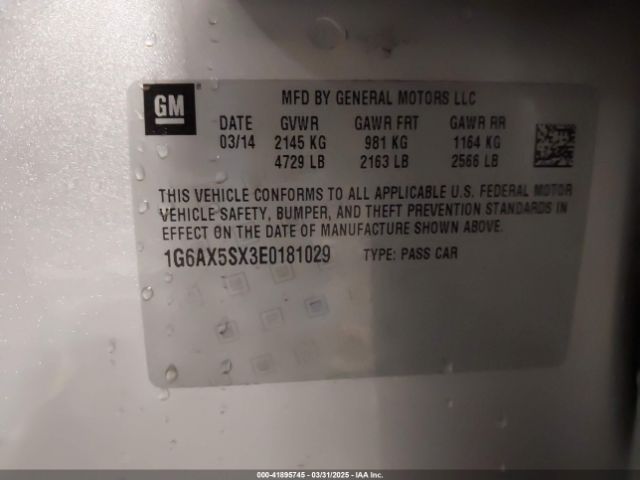 GM ® MFD BY GENERAL MOTORS LLC
DATE GVWR GAWR FRT GAWR RR
03/14 2145 KG 981 KG 1164 KG
4729 LB 2163 LB 2566 LB
THIS VEHICLE CONFORMS TO ALL APPLICABLE U.S. FEDERAL MOTOR
VEHICLE SAFETY, BUMPER, AND THEFT PREVENTION STANDARDS IN
EFFECT ON THE DATE OF MANUFACTURE SHOWN ABOVE.
1G6AX5SX3E0181029 TYPE: PASS CAR
000-41895745 - 03/31/2025 - IAA Inc.